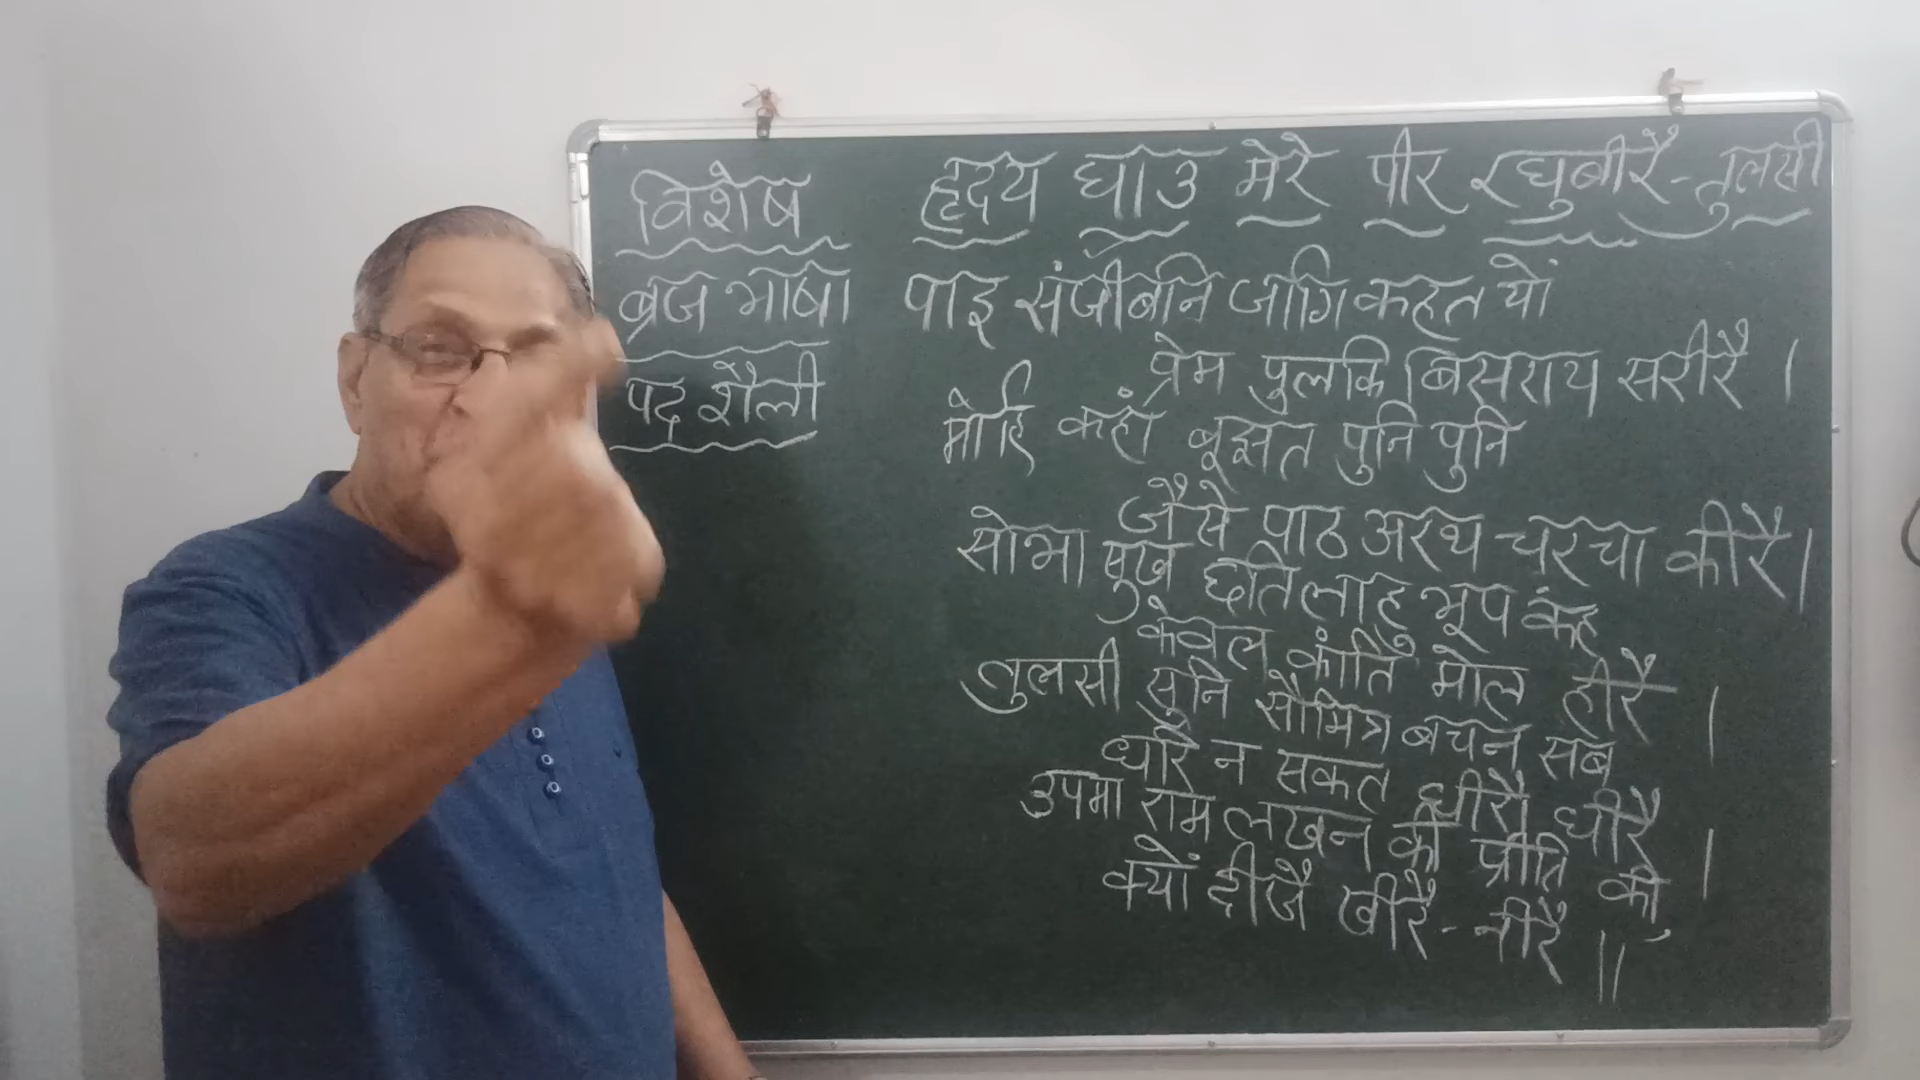 विशेष
ब्रज भाषा
पद शैली
हृदय घाउ मेरे पीर रघुबीरै - तुलसी
पाइ संजीबनि जागि कहत यों
प्रेम पुलकि बिसराय सरीरै ।
मोहि कहाँ बूझत पुनि पुनि
जैसे पाठ अरथ चरचा कीरै ।
सोभा सुख छति लाहु भूप कहं
केवल कांति मोल हीरै ।
तुलसी सुनि सौमित्र बचन सब
धरि न सकत धीरौ धीरै ।
उपमा राम लखन की प्रीति की
क्यों दीजै खीरै - नीरै ॥